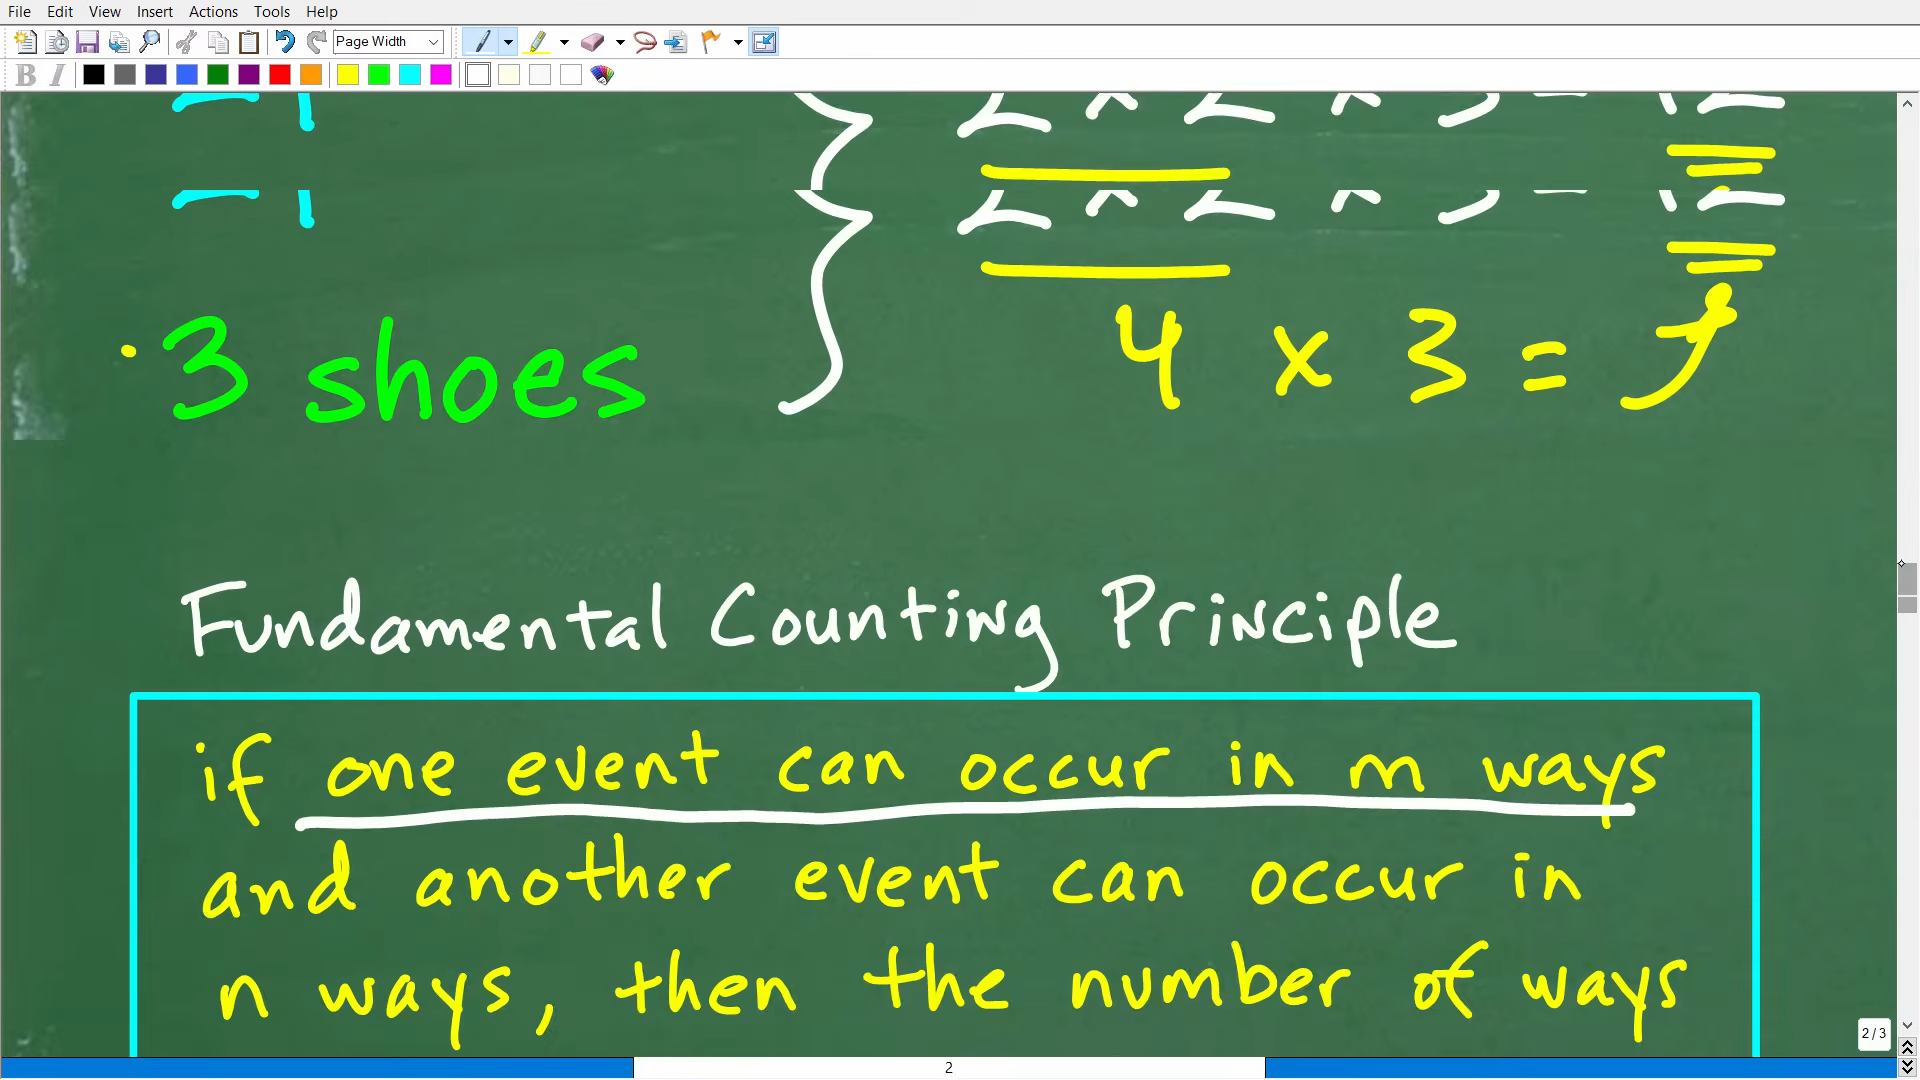 File Edit View Insert Actions Tools Help
Page Width
B I
3 shoes
4 x 3 =
Fundamental Counting Principle
if one event can occur in m ways
and another event can occur in
n ways, then the number of ways
2/3
2